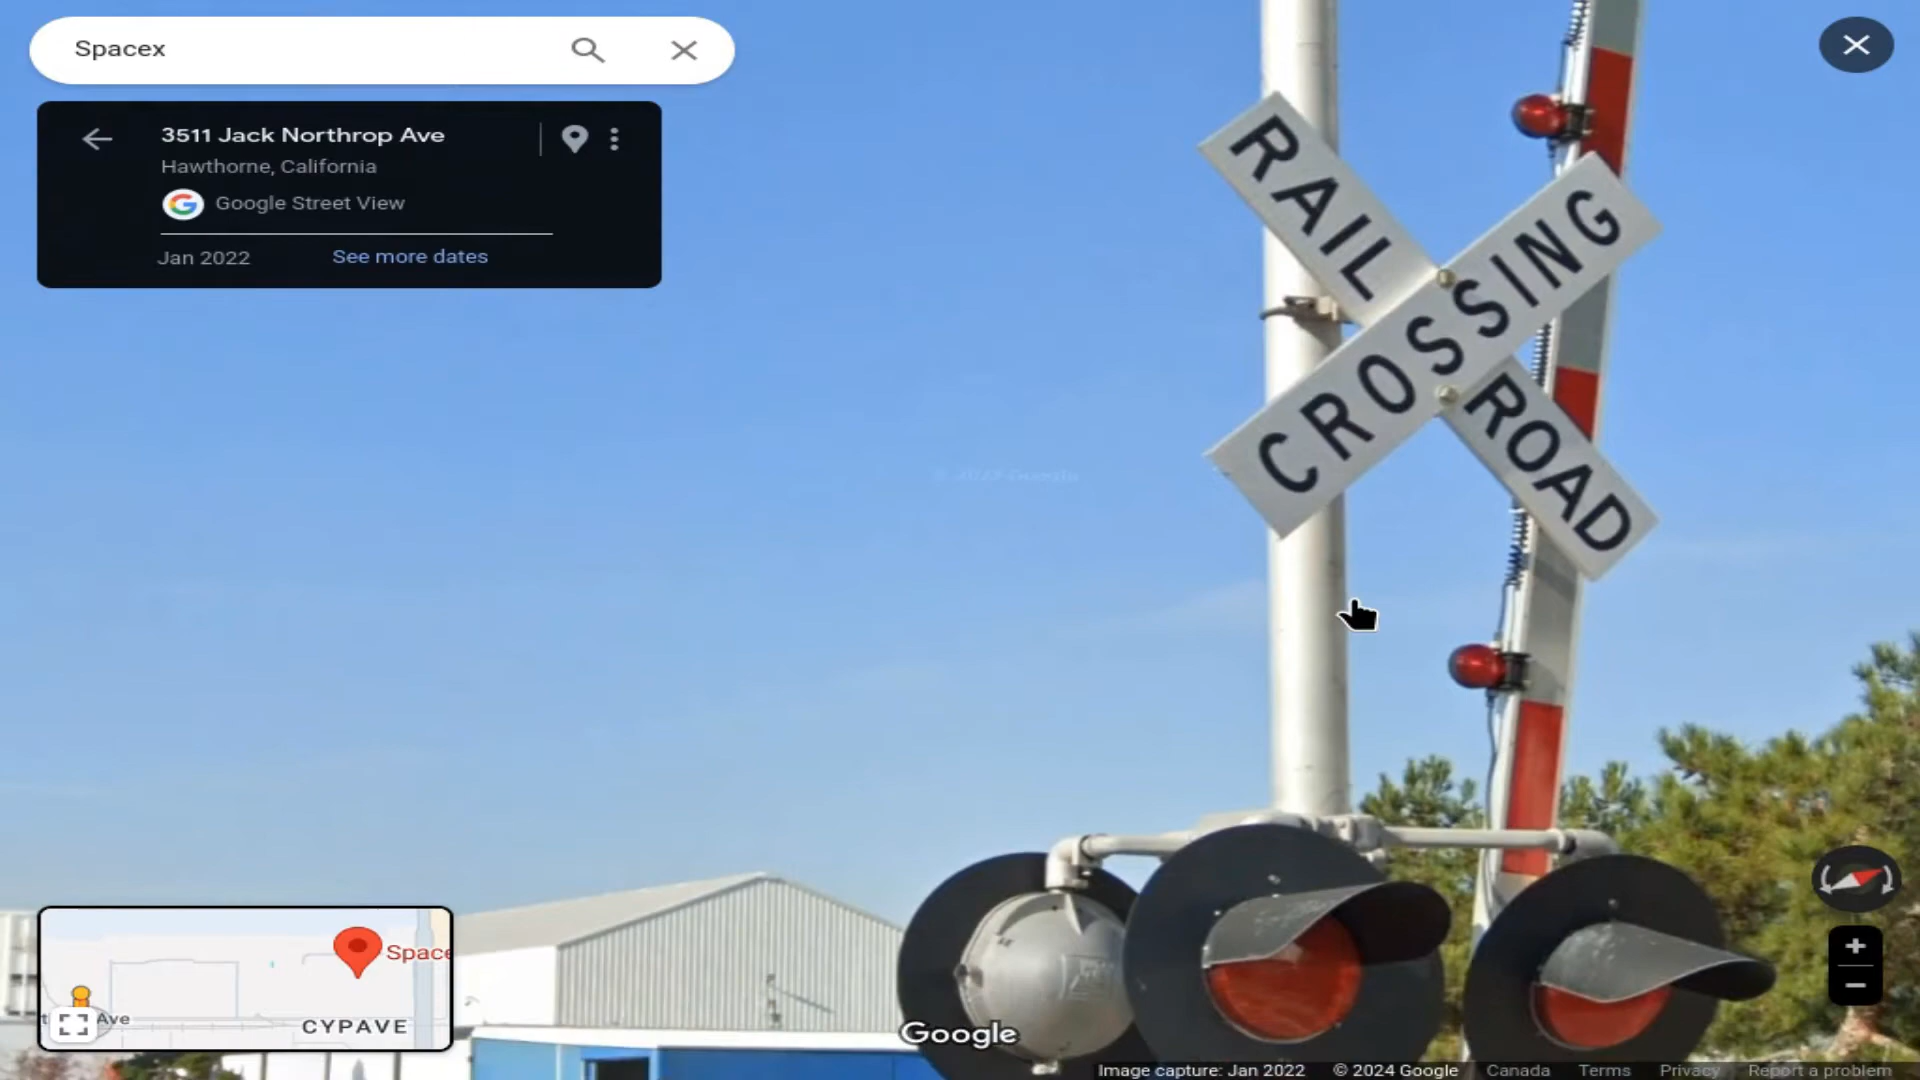 Spacex
3511 Jack Northrop Ave
Hawthorne, California
Google Street View
Jan 2022
See more dates
RAIL
CROSSING
ROAD
Ave
CYPAVE
Google
Image capture: Jan 2022
© 2024 Google
Canada
Terms
Privacy
Report a problem